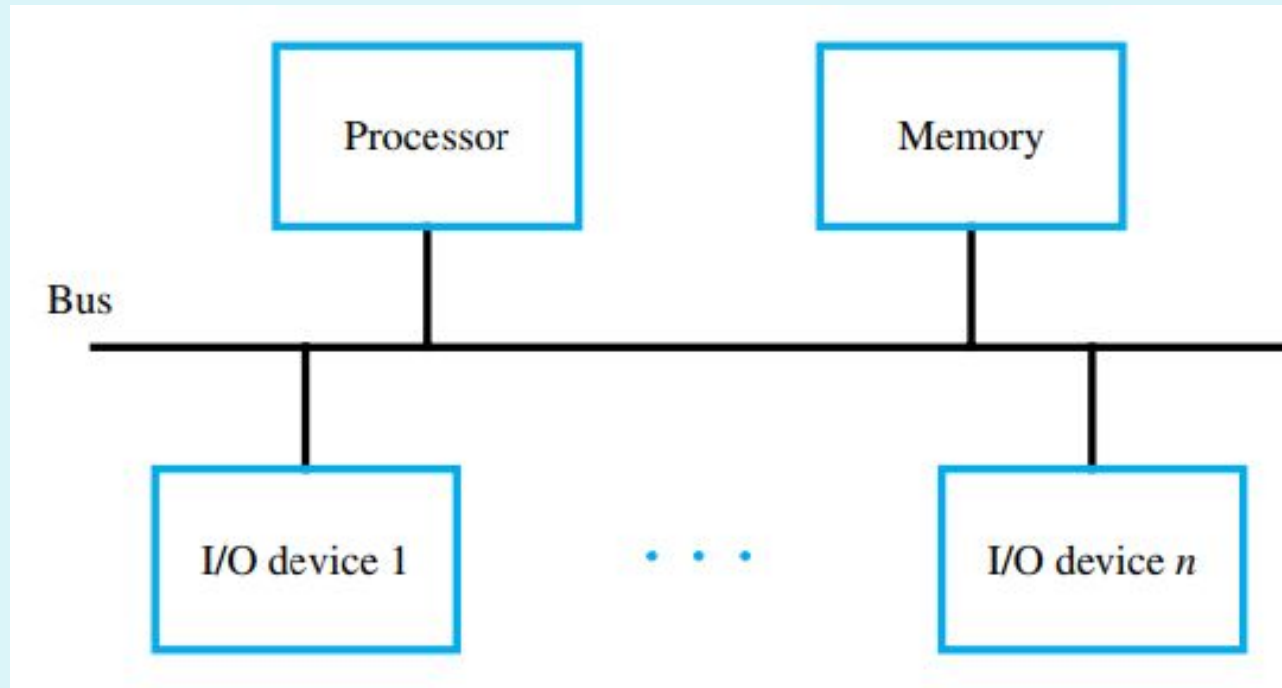 Processor
Memory
Bus
I/O device 1
. . .
I/O device n